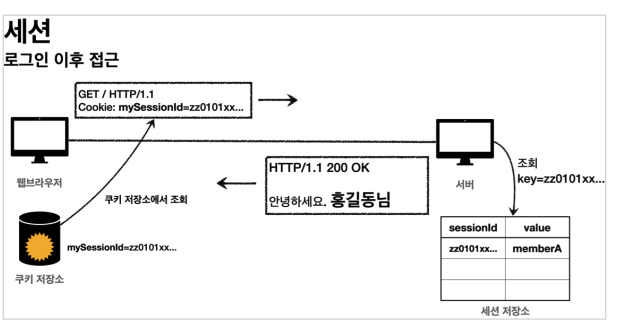 세션
로그인 이후 접근
GET / HTTP/1.1
Cookie: mySessionId=zz0101xx...
웹브라우저
쿠키 저장소에서 조회
HTTP/1.1 200 OK
안녕하세요. 홍길동님
서버
조회
key=zz0101xx...
mySessionId=zz0101xx...
쿠키 저장소
sessionId value
zz0101xx... memberA
세션 저장소